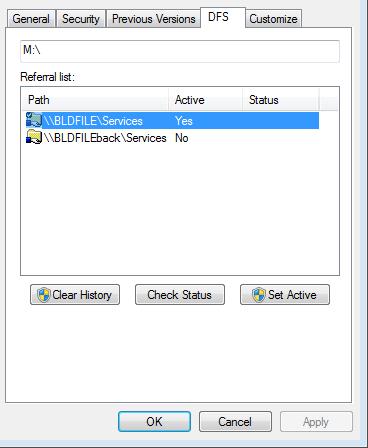 General Security Previous Versions DFS Customize
M:\
Referral list:
Path Active Status
\\BLDFILE\Services Yes
\\BLDFILEback\Services No
Clear History Check Status Set Active
OK Cancel Apply